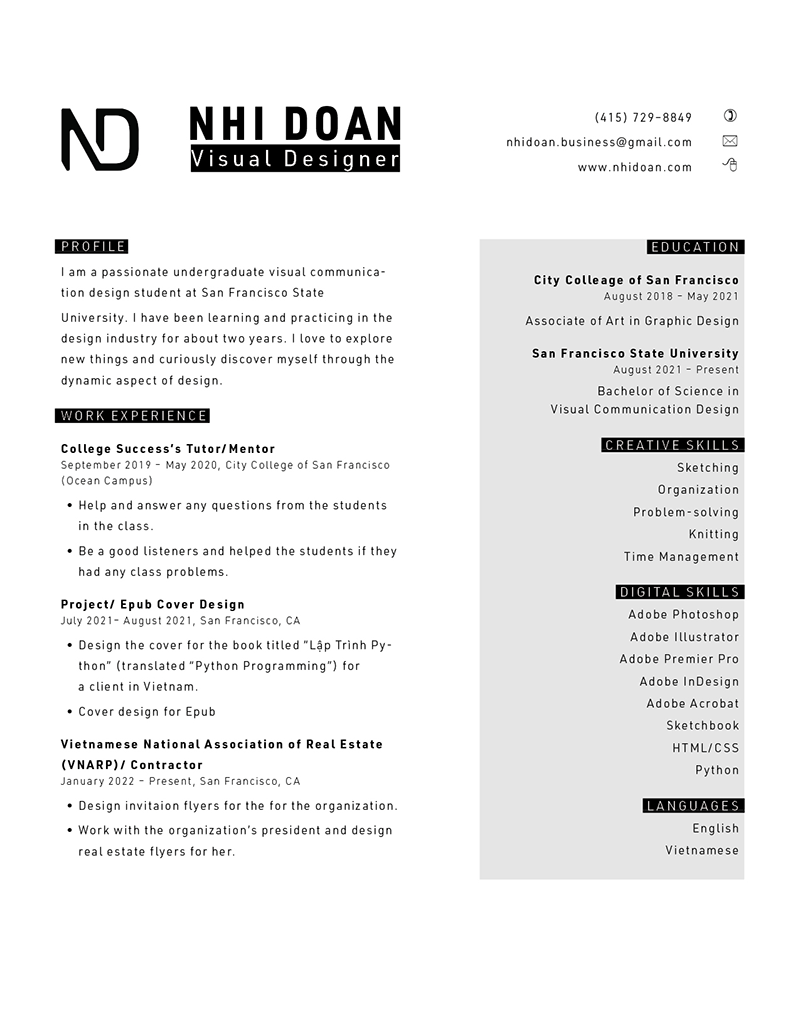 ND
NHI DOAN
Visual Designer
(415) 729-8849
nhidoan.business@gmail.com
www.nhidoan.com
PROFILE
I am a passionate undergraduate visual communica-
tion design student at San Francisco State
University. I have been learning and practicing in the
design industry for about two years. I love to explore
new things and curiously discover myself through the
dynamic aspect of design.
WORK EXPERIENCE
College Success's Tutor/Mentor
September 2019 – May 2020, City College of San Francisco
(Ocean Campus)
• Help and answer any questions from the students
in the class.
• Be a good listeners and helped the students if they
had any class problems.
Project/ Epub Cover Design
July 2021– August 2021, San Francisco, CA
• Design the cover for the book titled “Lập Trình Py-
thon” (translated “Python Programming”) for
a client in Vietnam.
• Cover design for Epub
Vietnamese National Association of Real Estate
(VNARP)/ Contractor
January 2022 – Present, San Francisco, CA
• Design invitaion flyers for the for the organization.
• Work with the organization's president and design
real estate flyers for her.
EDUCATION
City Colleage of San Francisco
August 2018 – May 2021
Associate of Art in Graphic Design
San Francisco State University
August 2021 – Present
Bachelor of Science in
Visual Communication Design
CREATIVE SKILLS
Sketching
Organization
Problem-solving
Knitting
Time Management
DIGITAL SKILLS
Adobe Photoshop
Adobe Illustrator
Adobe Premier Pro
Adobe InDesign
Adobe Acrobat
Sketchbook
HTML/CSS
Python
LANGUAGES
English
Vietnamese